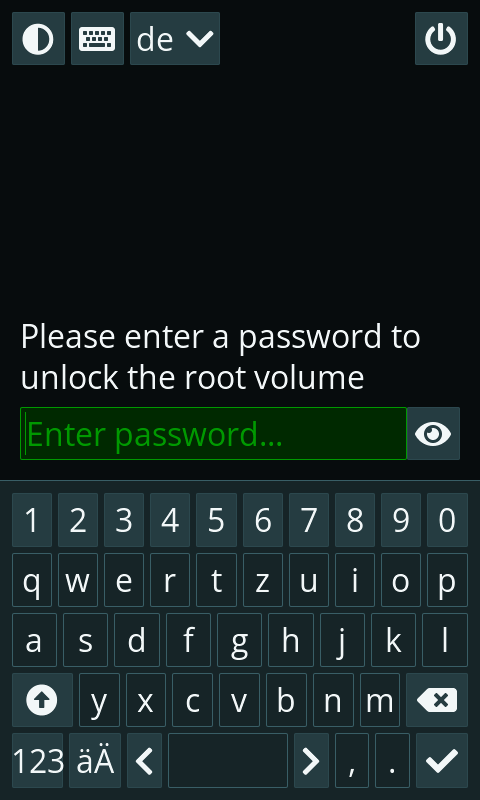 de
Please enter a password to
unlock the root volume
Enter password...
1 2 3 4 5 6 7 8 9 0
q w e r t z u i o p
a s d f g h j k l
y x c v b n m
123 äÄ , .